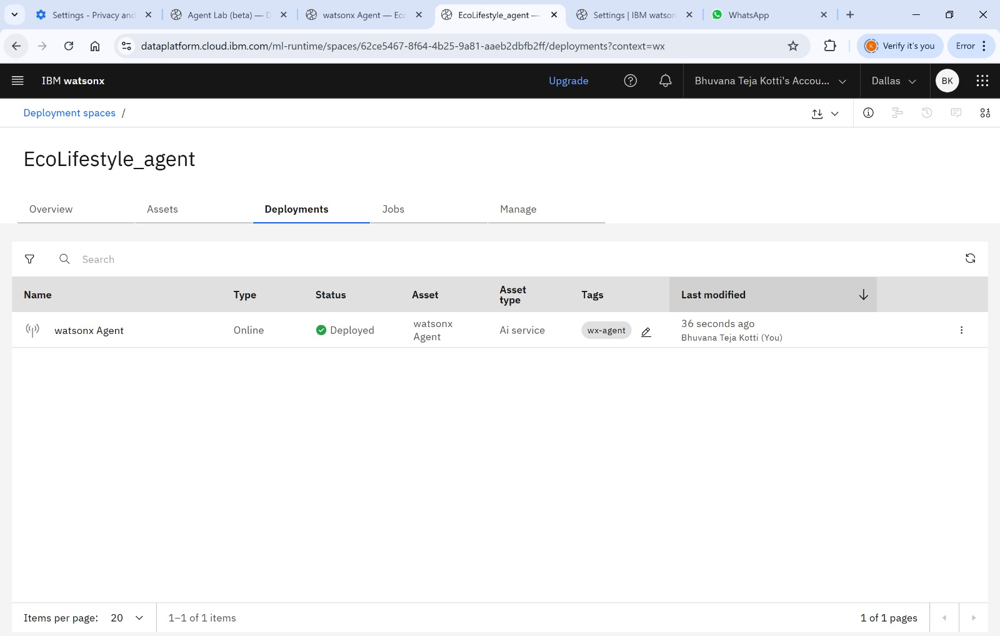 Settings - Privacy and
Agent Lab (beta) — D
watsonx Agent — Eco
EcoLifestyle_agent —
Settings | IBM watson
WhatsApp
dataplatform.cloud.ibm.com/ml-runtime/spaces/62ce5467-8f64-4b25-9a81-aaeb2dbfb2ff/deployments?context=wx
K
Verify it's you
Error
IBM watsonx
Upgrade
Bhuvana Teja Kotti's Accou...
Dallas
BK
Deployment spaces /
EcoLifestyle_agent
Overview
Assets
Deployments
Jobs
Manage
Search
Name
Type
Status
Asset
Asset
type
Tags
Last modified
watsonx Agent
Online
Deployed
watsonx
Agent
Ai service
wx-agent
36 seconds ago
Bhuvana Teja Kotti (You)
Items per page: 20
1–1 of 1 items
1 of 1 pages